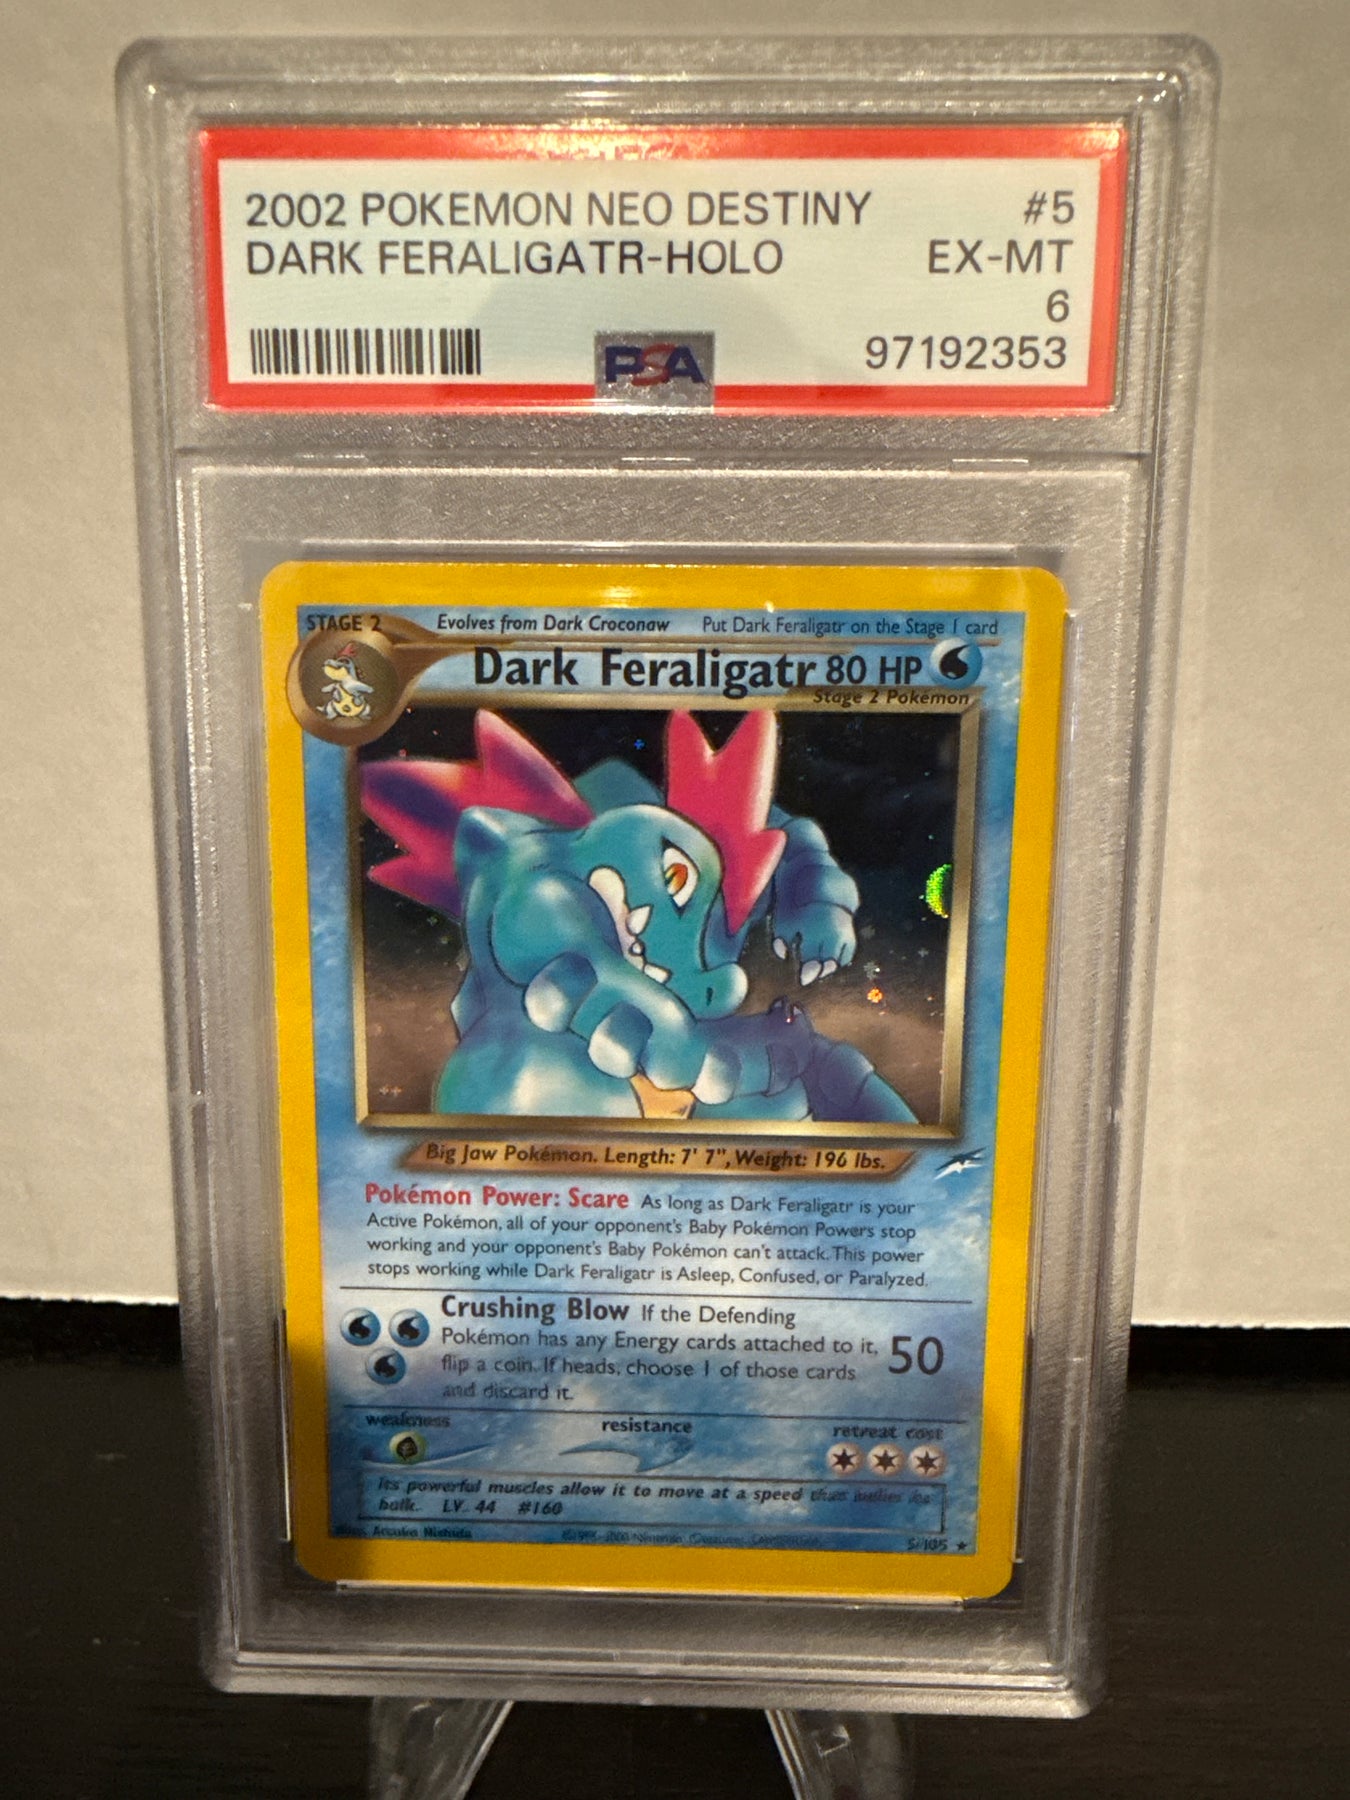 2002 POKEMON NEO DESTINY #5
DARK FERALIGATR-HOLO EX-MT
6
PSA 97192353
STAGE 2 Evolves from Dark Croconaw Put Dark Feraligatr on the Stage 1 card
Dark Feraligatr 80 HP
Stage 2 Pokémon
Big Jaw Pokémon. Length: 7' 7", Weight: 196 lbs.
Pokémon Power: Scare As long as Dark Feraligatr is your
Active Pokémon, all of your opponent's Baby Pokémon Powers stop
working and your opponent's Baby Pokémon can't attack. This power
stops working while Dark Feraligatr is Asleep, Confused, or Paralyzed.
Crushing Blow If the Defending
Pokémon has any Energy cards attached to it,
flip a coin. If heads, choose 1 of those cards
and discard it.
50
weakness resistance retreat cost
Its powerful muscles allow it to move at a speed
bulk. LV. 44 #160
5/105 ★